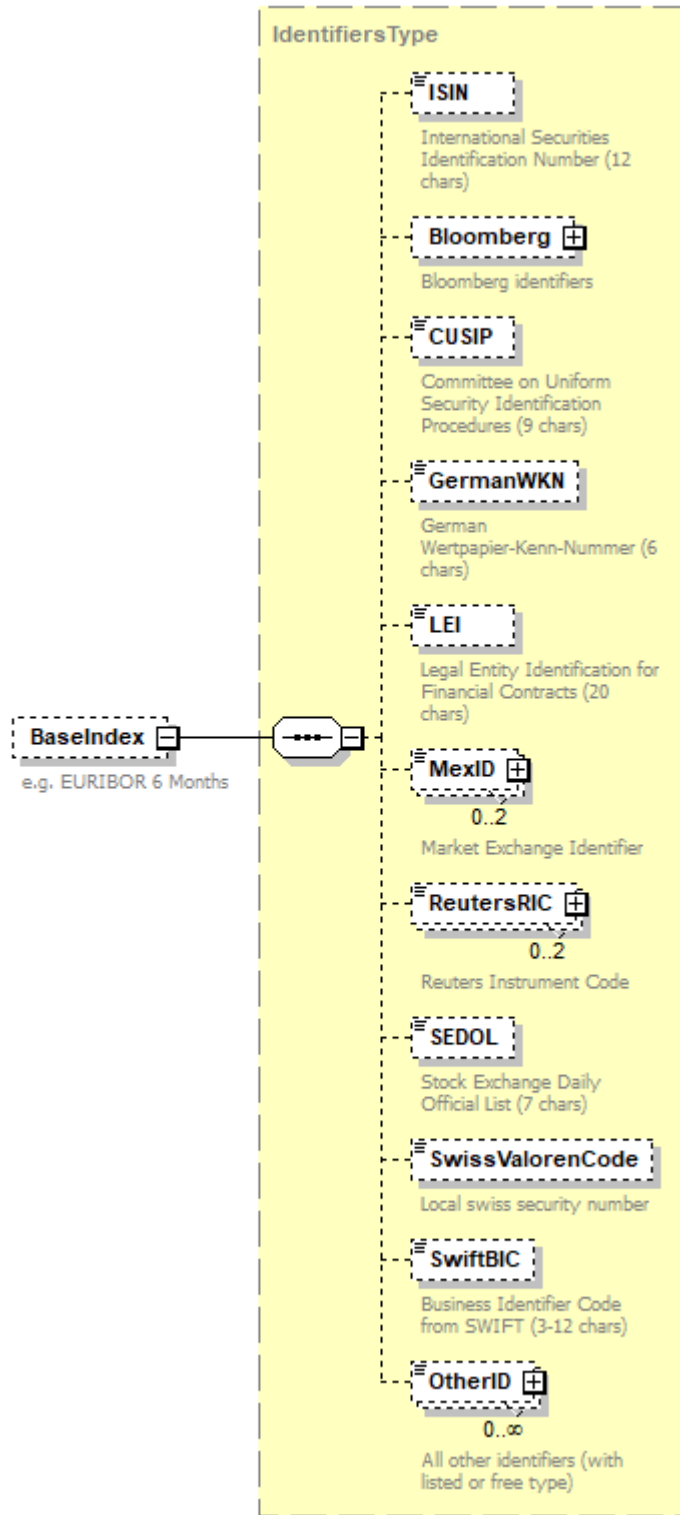 IdentifiersType
ISIN
International Securities
Identification Number (12
chars)
Bloomberg
Bloomberg identifiers
CUSIP
Committee on Uniform
Security Identification
Procedures (9 chars)
GermanWKN
German
Wertpapier-Kenn-Nummer (6
chars)
LEI
Legal Entity Identification for
Financial Contracts (20
chars)
BaseIndex
e.g. EURIBOR 6 Months
MexID
0..2
Market Exchange Identifier
ReutersRIC
0..2
Reuters Instrument Code
SEDOL
Stock Exchange Daily
Official List (7 chars)
SwissValorenCode
Local swiss security number
SwiftBIC
Business Identifier Code
from SWIFT (3-12 chars)
OtherID
0..∞
All other identifiers (with
listed or free type)